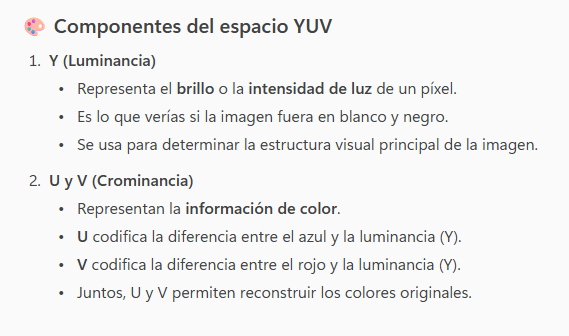 🎨 Componentes del espacio YUV
1. Y (Luminancia)
• Representa el brillo o la intensidad de luz de un píxel.
• Es lo que verías si la imagen fuera en blanco y negro.
• Se usa para determinar la estructura visual principal de la imagen.
2. U y V (Crominancia)
• Representan la información de color.
• U codifica la diferencia entre el azul y la luminancia (Y).
• V codifica la diferencia entre el rojo y la luminancia (Y).
• Juntos, U y V permiten reconstruir los colores originales.